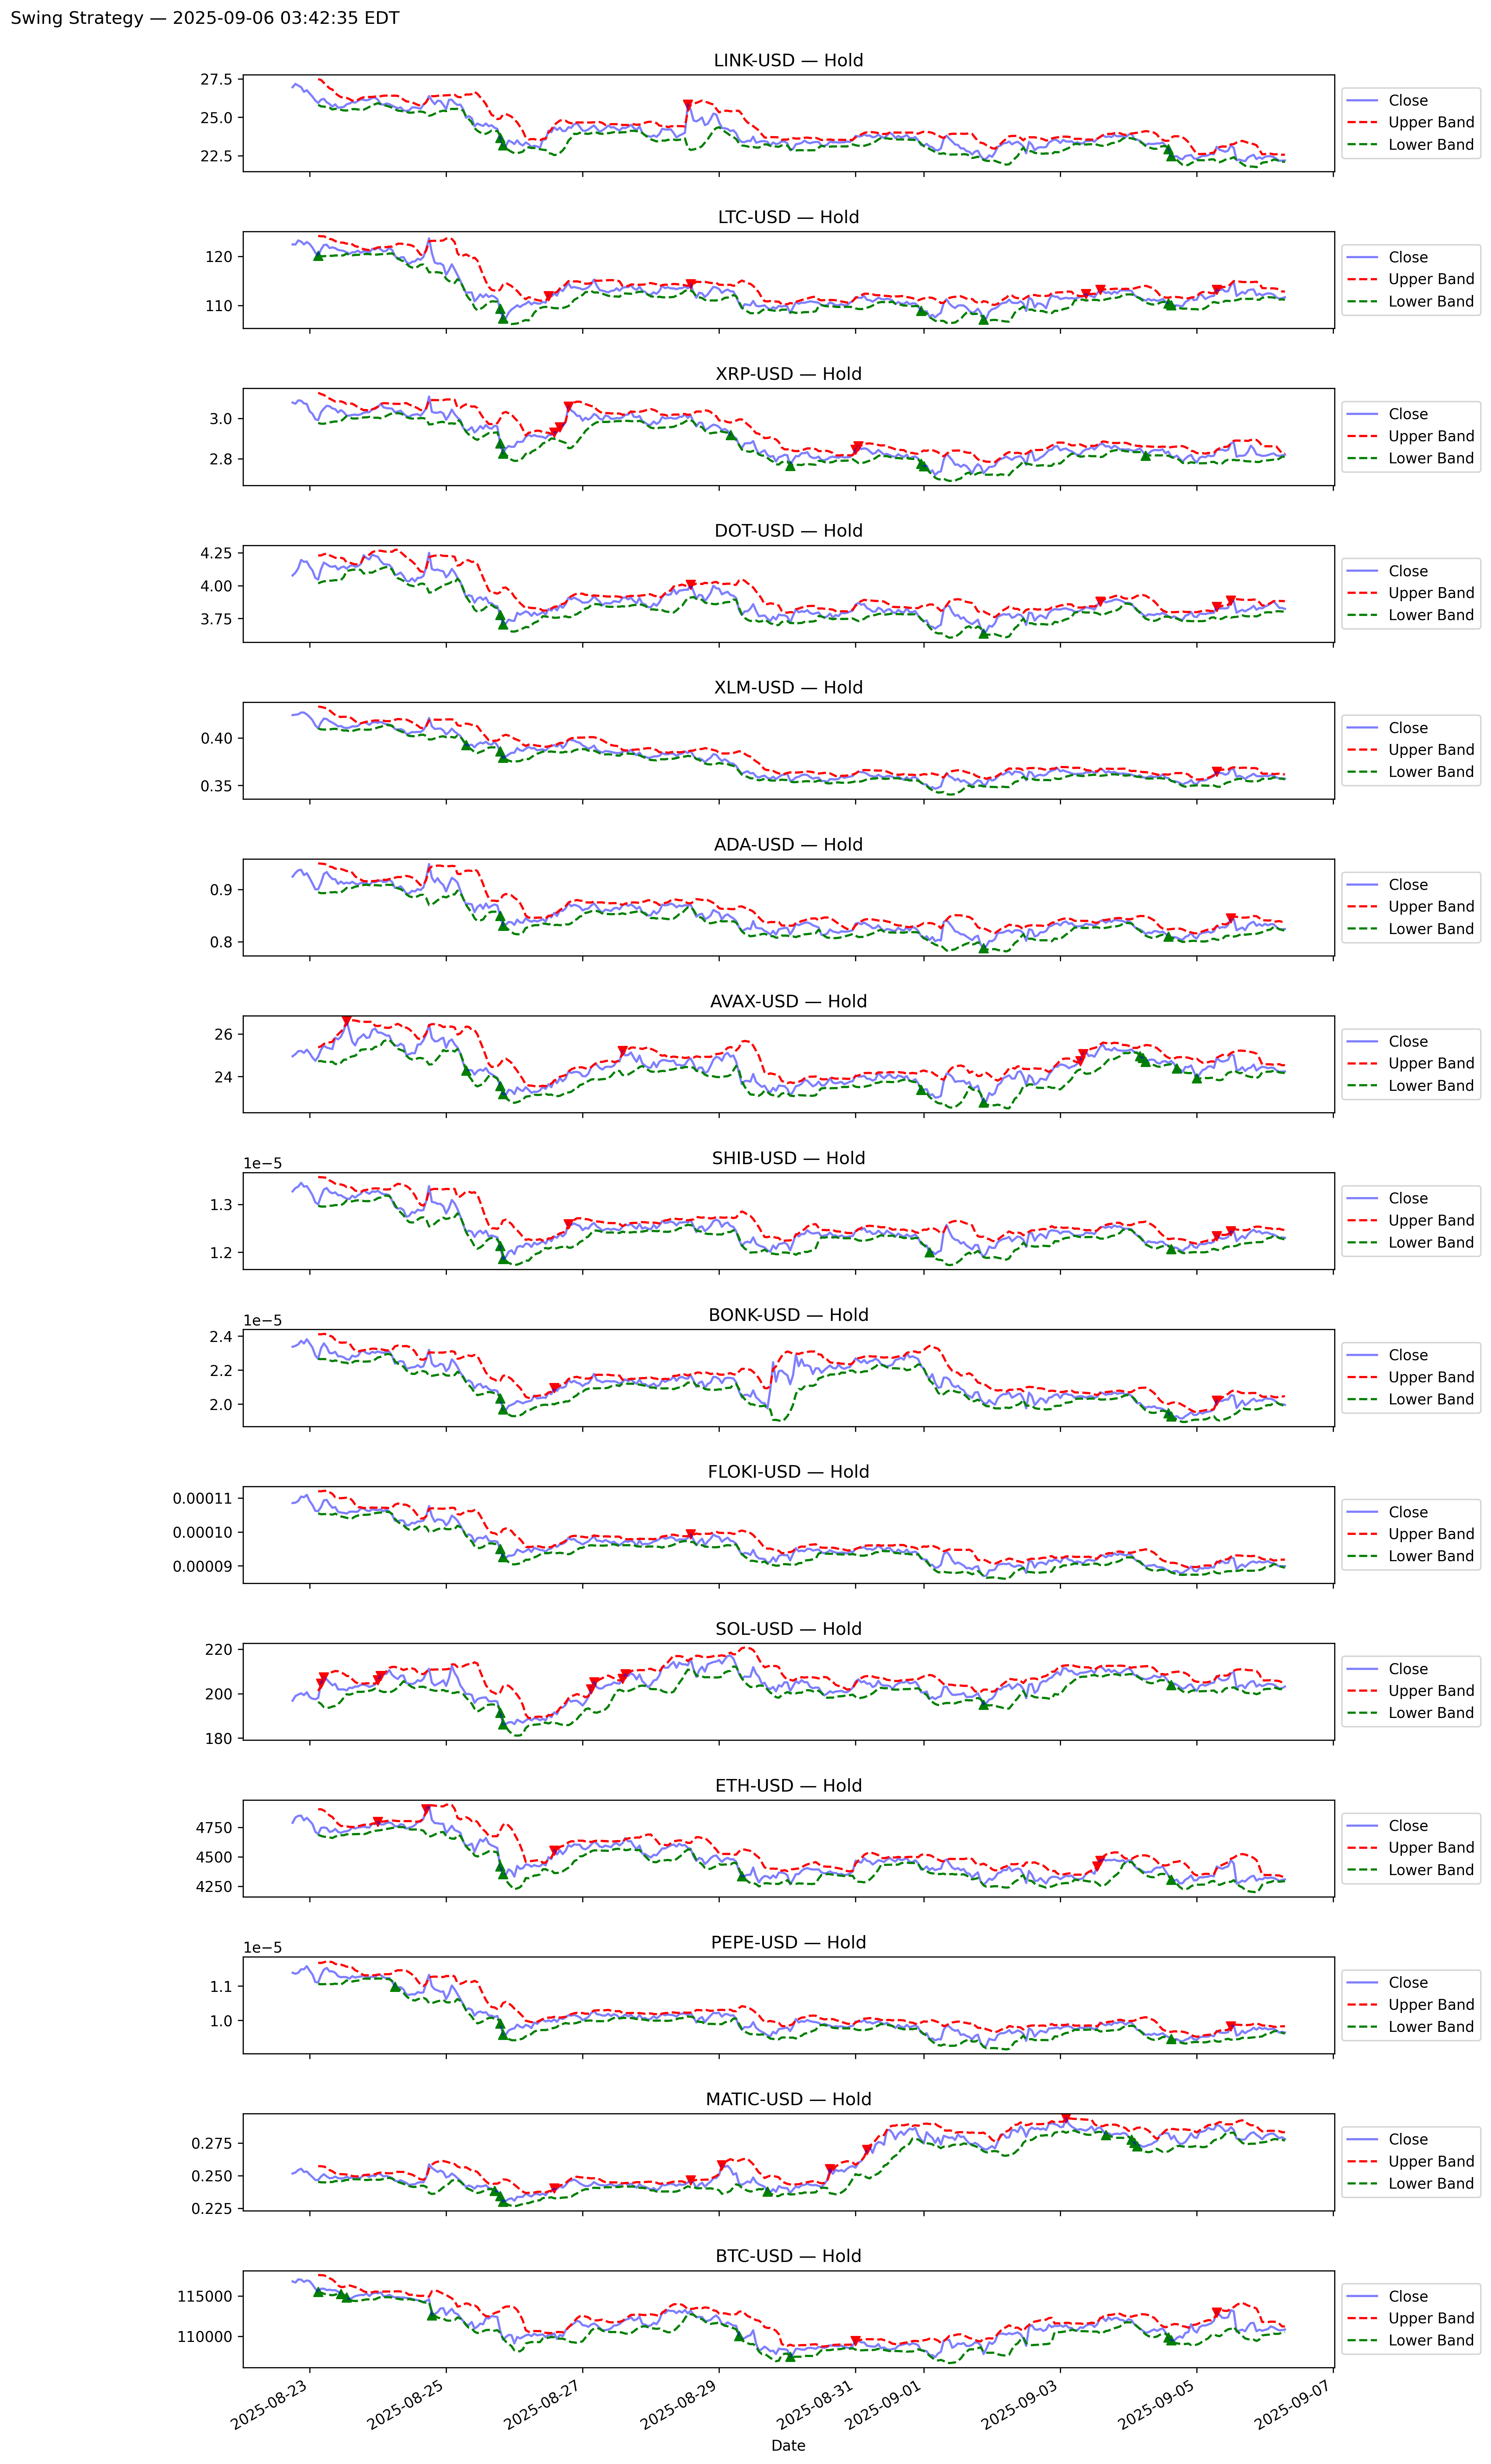 Swing Strategy — 2025-09-06 03:42:35 EDT
LINK-USD — Hold
27.5
25.0
22.5
Close
Upper Band
Lower Band
LTC-USD — Hold
120
110
Close
Upper Band
Lower Band
XRP-USD — Hold
3.0
2.8
Close
Upper Band
Lower Band
DOT-USD — Hold
4.25
4.00
3.75
Close
Upper Band
Lower Band
XLM-USD — Hold
0.40
0.35
Close
Upper Band
Lower Band
ADA-USD — Hold
0.9
0.8
Close
Upper Band
Lower Band
AVAX-USD — Hold
26
24
Close
Upper Band
Lower Band
SHIB-USD — Hold
1e−5
1.3
1.2
Close
Upper Band
Lower Band
BONK-USD — Hold
1e−5
2.4
2.2
2.0
Close
Upper Band
Lower Band
FLOKI-USD — Hold
0.00011
0.00010
0.00009
Close
Upper Band
Lower Band
SOL-USD — Hold
220
200
180
Close
Upper Band
Lower Band
ETH-USD — Hold
4750
4500
4250
Close
Upper Band
Lower Band
PEPE-USD — Hold
1e−5
1.1
1.0
Close
Upper Band
Lower Band
MATIC-USD — Hold
0.275
0.250
0.225
Close
Upper Band
Lower Band
BTC-USD — Hold
115000
110000
Close
Upper Band
Lower Band
2025-08-23
2025-08-25
2025-08-27
2025-08-29
2025-08-31
2025-09-01
2025-09-03
2025-09-05
2025-09-07
Date